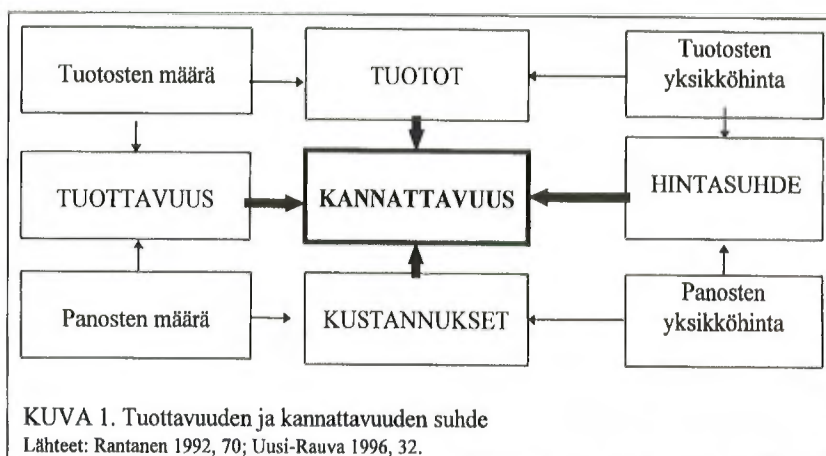 Tuotosten määrä
TUOTOT
Tuotosten
yksikköhinta
TUOTTAVUUS
KANNATTAVUUS
HINTASUHDE
Panosten määrä
KUSTANNUKSET
Panosten
yksikköhinta
KUVA 1. Tuottavuuden ja kannattavuuden suhde
Lähteet: Rantanen 1992, 70; Uusi-Rauva 1996, 32.